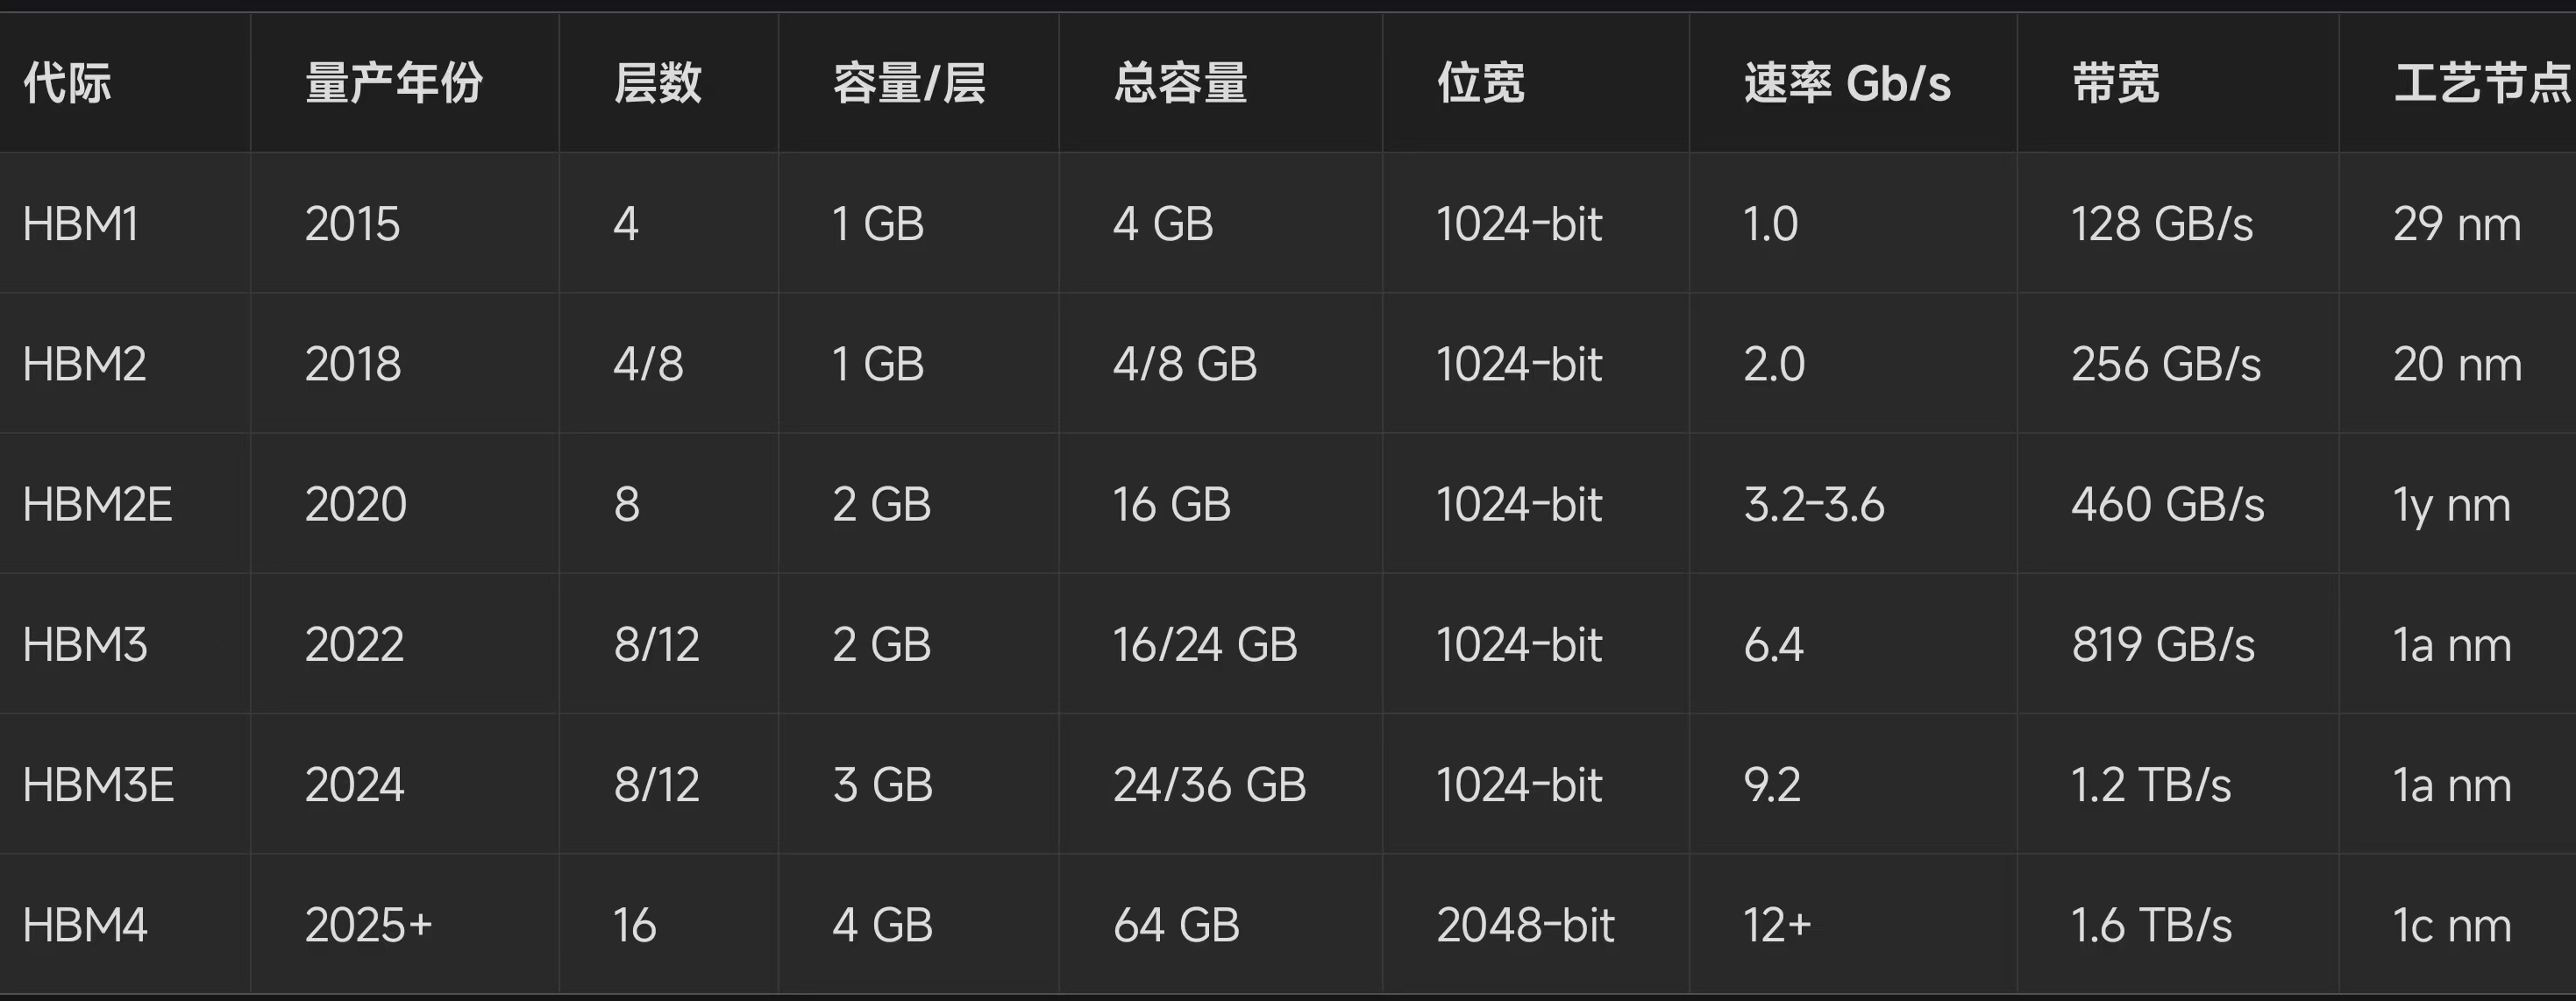 代际 量产年份 层数 容量/层 总容量 位宽 速率 Gb/s 带宽 工艺节点
HBM1 2015 4 1 GB 4 GB 1024-bit 1.0 128 GB/s 29 nm
HBM2 2018 4/8 1 GB 4/8 GB 1024-bit 2.0 256 GB/s 20 nm
HBM2E 2020 8 2 GB 16 GB 1024-bit 3.2-3.6 460 GB/s 1y nm
HBM3 2022 8/12 2 GB 16/24 GB 1024-bit 6.4 819 GB/s 1a nm
HBM3E 2024 8/12 3 GB 24/36 GB 1024-bit 9.2 1.2 TB/s 1a nm
HBM4 2025+ 16 4 GB 64 GB 2048-bit 12+ 1.6 TB/s 1c nm